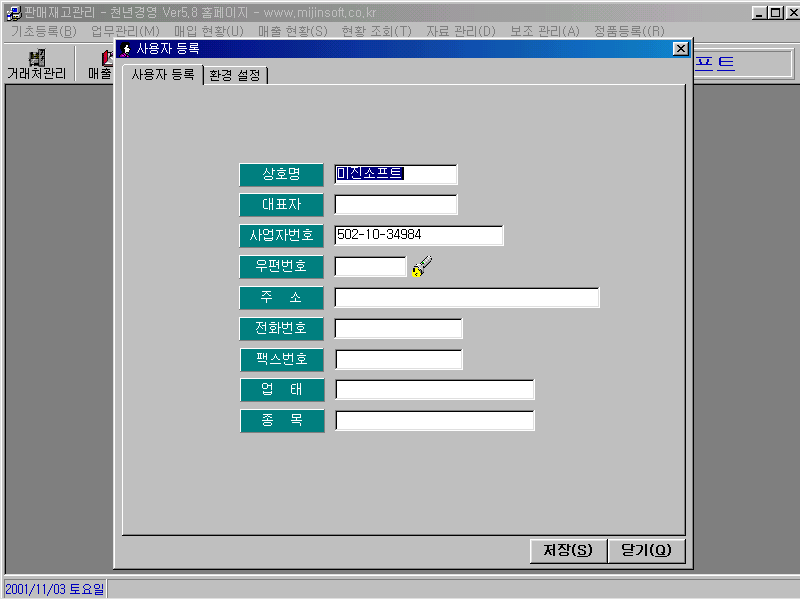 판매재고관리 - 천년경영 Ver5.8 홈페이지 - www.mijinsoft.co.kr
기초등록(B) 업무관리(M) 매입 현황(U) 매출 현황(S) 현황 조회(T) 자료 관리(D) 보조 관리(A) 정품등록((R)
거래처관리 매출
프트
사용자 등록
사용자 등록 환경 설정
상호명 미진소프트
대표자
사업자번호 502-10-34984
우편번호
주 소
전화번호
팩스번호
업 태
종 목
저장(S) 닫기(Q)
2001/11/03 토요일